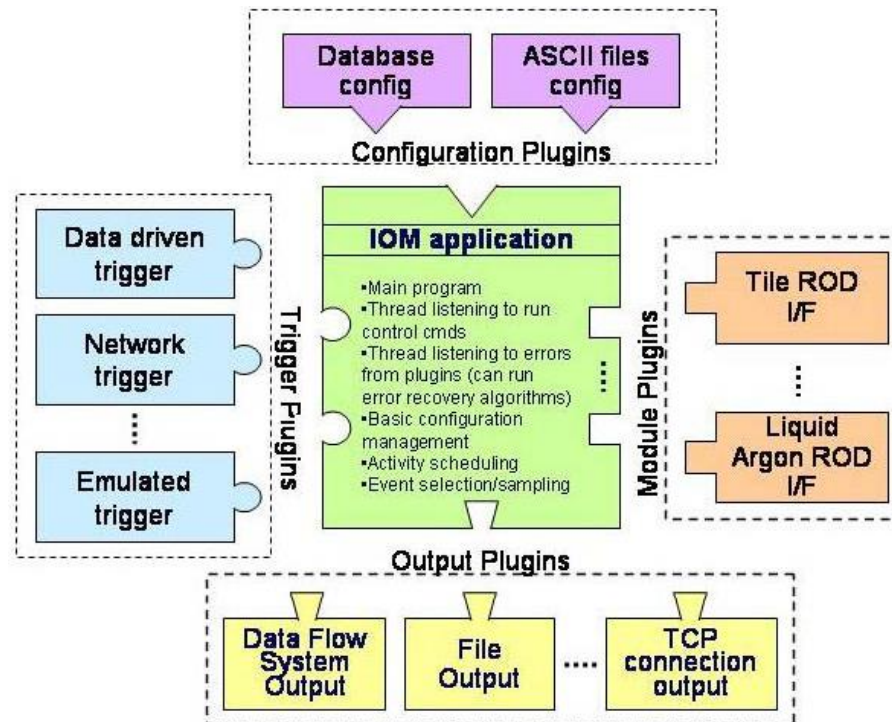 Database
config
ASCII files
config
Configuration Plugins
Data driven
trigger
Network
trigger
Emulated
trigger
Trigger Plugins
IOM application
▪Main program
▪Thread listening to run
control cmds
▪Thread listening to errors
from plugins (can run
error recovery algorithms)
▪Basic configuration
management
▪Activity scheduling
▪Event selection/sampling
Module Plugins
Tile ROD
I/F
Liquid
Argon ROD
I/F
Output Plugins
Data Flow
System
Output
File
Output
TCP
connection
output